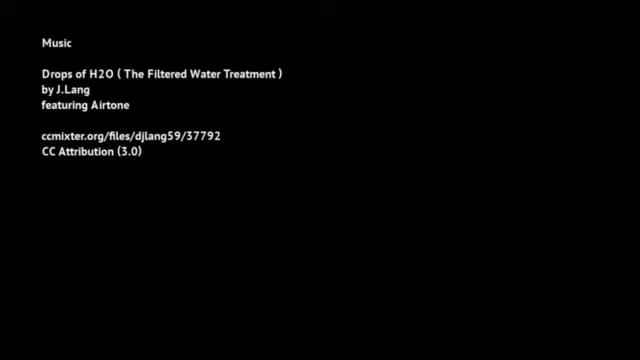 Music
Drops of H2O ( The Filtered Water Treatment )
by J.Lang
featuring Airtone
ccmixter.org/files/djlang59/37792
CC Attribution (3.0)